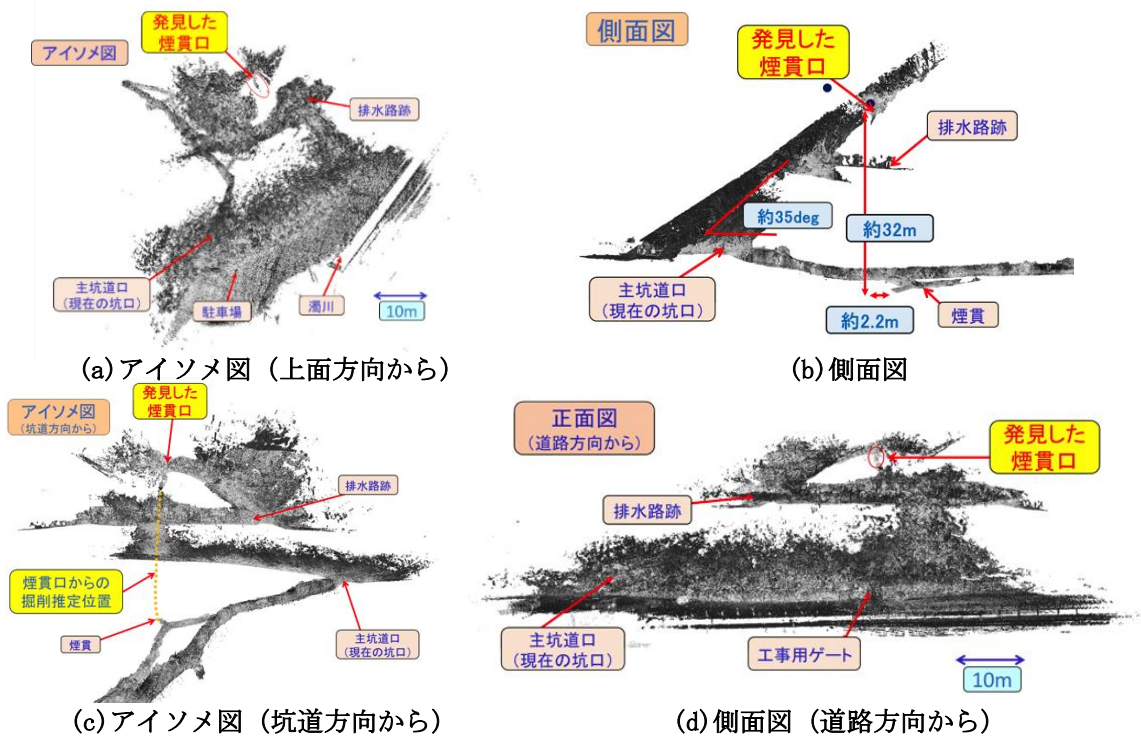 アイソメ図
発見した
煙貫口
排水路跡
主坑道口
(現在の坑口)
駐車場
濁川
10m
(a)アイソメ図（上面方向から）
側面図
発見した
煙貫口
排水路跡
約35deg
約32m
主坑道口
(現在の坑口)
約2.2m
煙貫
(b)側面図
アイソメ図
(坑道方向から)
発見した
煙貫口
排水路跡
煙貫口からの
掘削推定位置
煙貫
主坑道口
(現在の坑口)
(c)アイソメ図（坑道方向から）
正面図
(道路方向から)
発見した
煙貫口
排水路跡
主坑道口
(現在の坑口)
工事用ゲート
10m
(d)側面図（道路方向から）